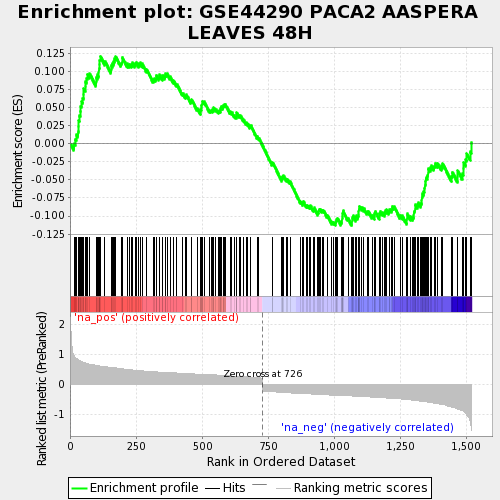 Enrichment plot: GSE44290 PACA2 AASPERA
LEAVES 48H
Enrichment score (ES)
0.125
0.100
0.075
0.050
0.025
0.000
-0.025
-0.050
-0.075
-0.100
-0.125
'na_pos' (positively correlated)
Ranked list metric (PreRanked)
2
1
0
-1
Zero cross at 726
'na_neg' (negatively correlated)
0
250
500
750
1,000
1,250
1,500
Rank in Ordered Dataset
Enrichment profile
Hits
Ranking metric scores